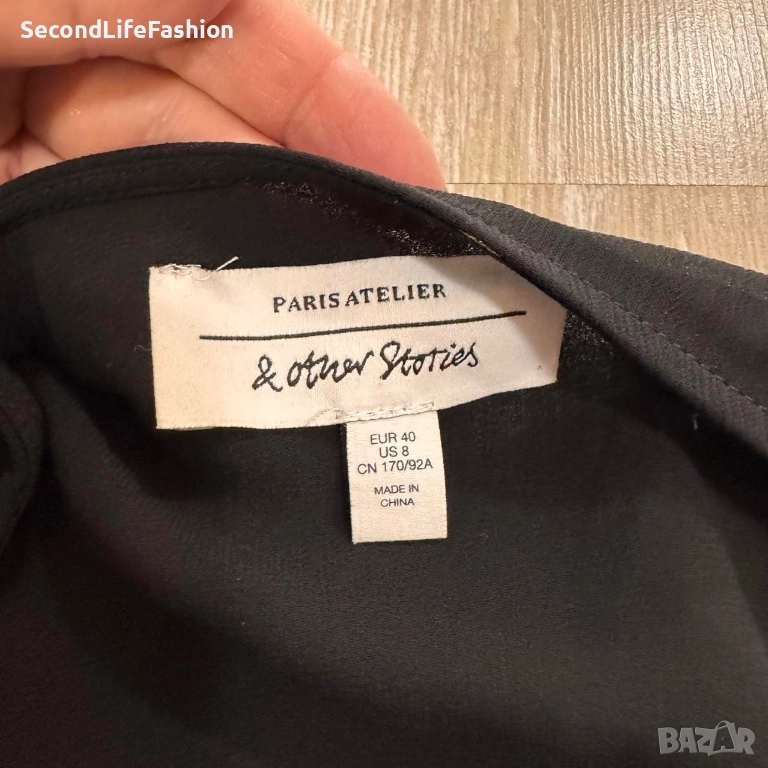 SecondLifeFashion
PARIS ATELIER
& other Stories
EUR 40
US 8
CN 170/92A
MADE IN
CHINA
BAZAR